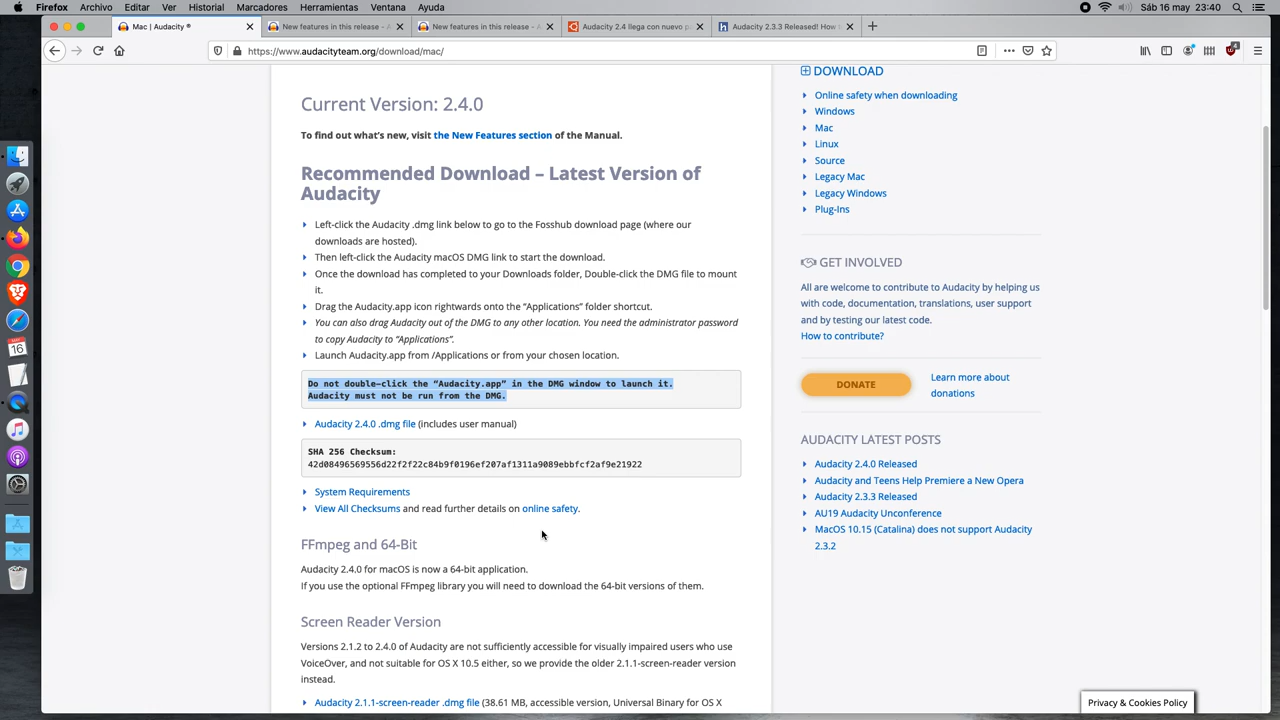 Firefox Archivo Editar Ver Historial Marcadores Herramientas Ventana Ayuda Sáb 16 may 23:40
Mac | Audacity ® New features in this release - A New features in this release - A Audacity 2.4 llega con nuevo p Audacity 2.3.3 Released! How t
https://www.audacityteam.org/download/mac/
Current Version: 2.4.0
To find out what's new, visit the New Features section of the Manual.
Recommended Download – Latest Version of
Audacity
Left-click the Audacity .dmg link below to go to the Fosshub download page (where our
downloads are hosted).
Then left-click the Audacity macOS DMG link to start the download.
Once the download has completed to your Downloads folder, Double-click the DMG file to mount
it.
Drag the Audacity.app icon rightwards onto the “Applications” folder shortcut.
You can also drag Audacity out of the DMG to any other location. You need the administrator password
to copy Audacity to “Applications”.
Launch Audacity.app from /Applications or from your chosen location.
Do not double-click the “Audacity.app” in the DMG window to launch it.
Audacity must not be run from the DMG.
Audacity 2.4.0 .dmg file (includes user manual)
SHA 256 Checksum:
42d08496569556d22f2f22c84b9f0196ef207af1311a9089ebbfcf2af9e21922
System Requirements
View All Checksums and read further details on online safety.
FFmpeg and 64-Bit
Audacity 2.4.0 for macOS is now a 64-bit application.
If you use the optional FFmpeg library you will need to download the 64-bit versions of them.
Screen Reader Version
Versions 2.1.2 to 2.4.0 of Audacity are not sufficiently accessible for visually impaired users who use
VoiceOver, and not suitable for OS X 10.5 either, so we provide the older 2.1.1-screen-reader version
instead.
Audacity 2.1.1-screen-reader .dmg file (38.61 MB, accessible version, Universal Binary for OS X
DOWNLOAD
Online safety when downloading
Windows
Mac
Linux
Source
Legacy Mac
Legacy Windows
Plug-Ins
GET INVOLVED
All are welcome to contribute to Audacity by helping us
with code, documentation, translations, user support
and by testing our latest code.
How to contribute?
DONATE
Learn more about
donations
AUDACITY LATEST POSTS
Audacity 2.4.0 Released
Audacity and Teens Help Premiere a New Opera
Audacity 2.3.3 Released
AU19 Audacity Unconference
MacOS 10.15 (Catalina) does not support Audacity
2.3.2
Privacy & Cookies Policy
16